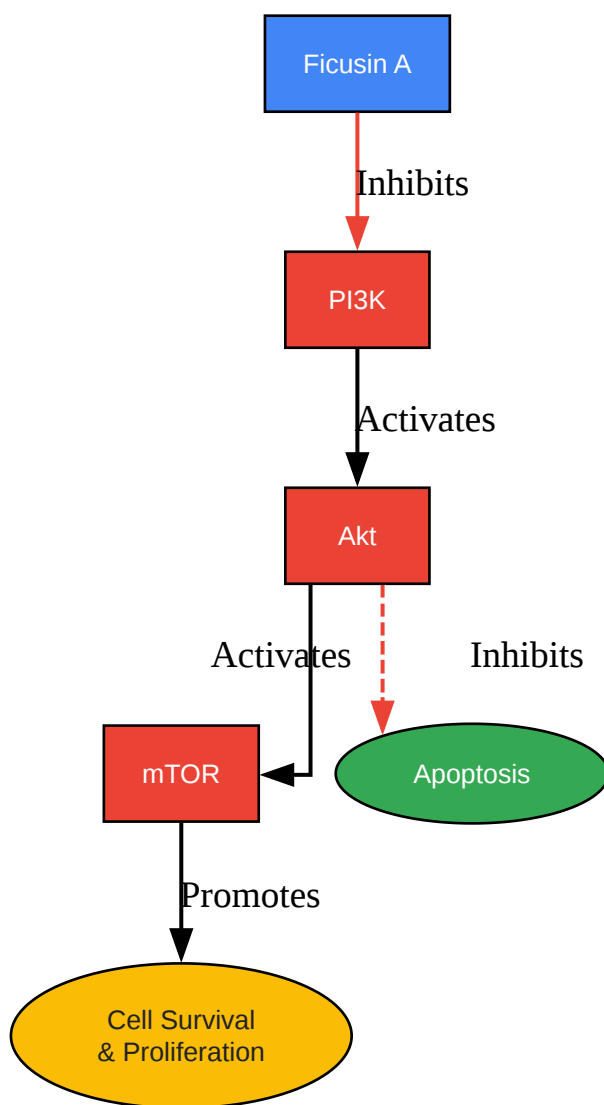 Ficusin A
Inhibits
PI3K
Activates
Akt
Activates
Inhibits
mTOR
Apoptosis
Promotes
Cell Survival
& Proliferation